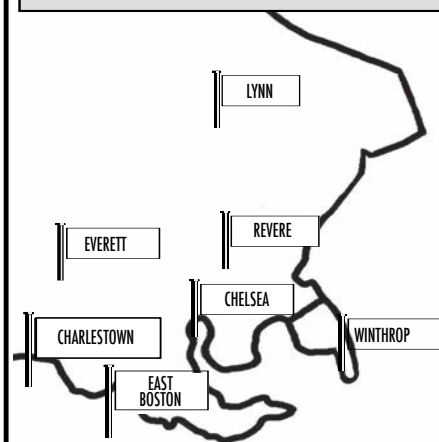 LYNN
REVERE
EVERETT
CHELSEA
CHARLESTOWN
WINTHROP
EAST
BOSTON